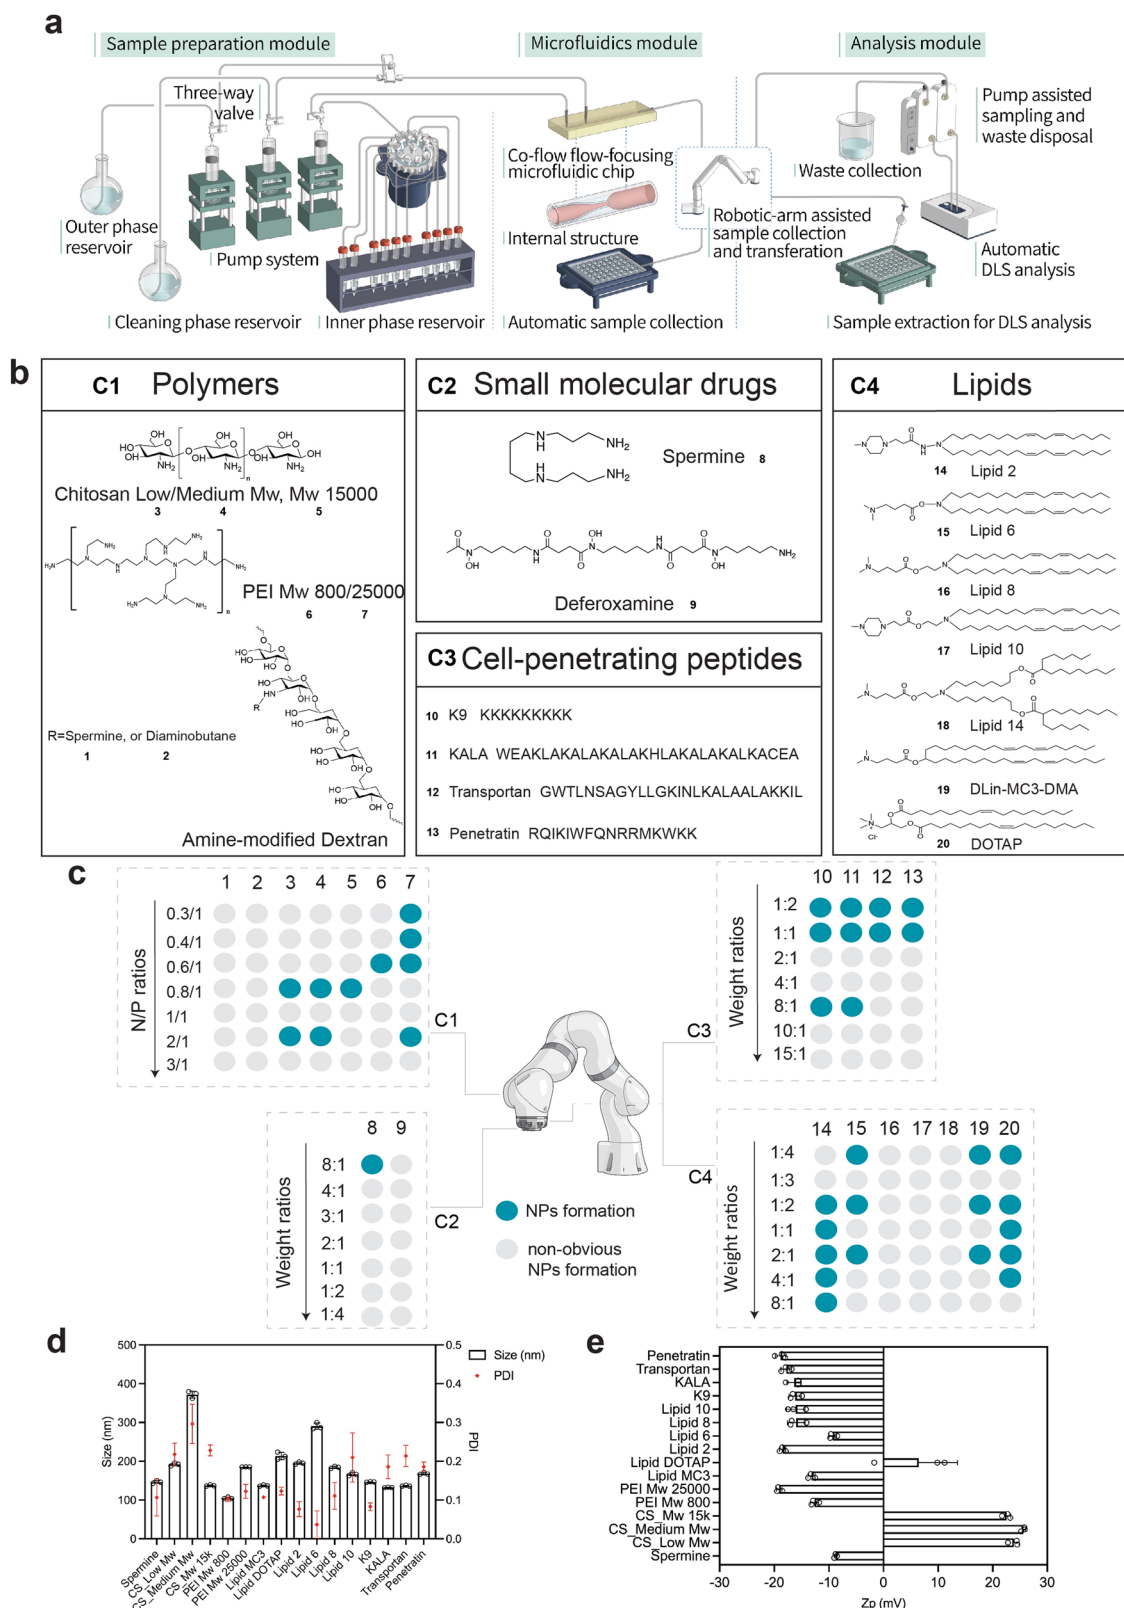 a
Sample preparation module
Microfluidics module
Analysis module
Three-way
valve
Pump assisted
sampling and
waste disposal
Co-flow flow-focusing
microfluidic chip
Waste collection
Outer phase
reservoir
Internal structure
Robotic-arm assisted
sample collection
and transferation
Pump system
Automatic
DLS analysis
Cleaning phase reservoir
Inner phase reservoir
Automatic sample collection
Sample extraction for DLS analysis
b
C1 Polymers
Chitosan Low/Medium Mw, Mw 15000
3 4 5
PEI Mw 800/25000
6 7
R=Spermine, or Diaminobutane
1 2
Amine-modified Dextran
C2 Small molecular drugs
Spermine 8
Deferoxamine 9
C3 Cell-penetrating peptides
10 K9 KKKKKKKKK
11 KALA WEAKLAKALAKALAKHLAKALAKALKACEA
12 Transportan GWTLNSAGYLLGKINLKALAALAKKIL
13 Penetratin RQIKIWFQNRRMKWKK
C4 Lipids
14 Lipid 2
15 Lipid 6
16 Lipid 8
17 Lipid 10
18 Lipid 14
19 DLin-MC3-DMA
20 DOTAP
c
1 2 3 4 5 6 7
N/P ratios
0.3/1
0.4/1
0.6/1
0.8/1
1/1
2/1
3/1
C1
8 9
Weight ratios
8:1
4:1
3:1
2:1
1:1
1:2
1:4
C2
NPs formation
non-obvious
NPs formation
10 11 12 13
Weight ratios
1:2
1:1
2:1
4:1
8:1
10:1
15:1
C3
14 15 16 17 18 19 20
Weight ratios
1:4
1:3
1:2
1:1
2:1
4:1
8:1
C4
d
Size (nm)
500
400
300
200
100
0
PDI
0.5
0.4
0.3
0.2
0.1
0.0
Size (nm)
PDI
Spermine
CS_Low Mw
CS_Medium Mw
CS_Mw 15k
PEI Mw 800
PEI Mw 25000
Lipid MC3
Lipid DOTAP
Lipid 2
Lipid 6
Lipid 8
Lipid 10
K9
KALA
Transportan
Penetratin
e
Penetratin
Transportan
KALA
K9
Lipid 10
Lipid 8
Lipid 6
Lipid 2
Lipid DOTAP
Lipid MC3
PEI Mw 25000
PEI Mw 800
CS_Mw 15k
CS_Medium Mw
CS_Low Mw
Spermine
-30 -20 -10 0 10 20 30
Zp (mV)